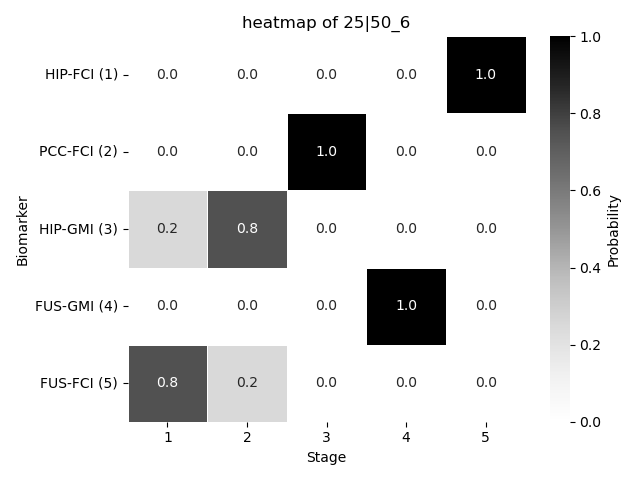 heatmap of 25|50_6
HIP-FCI (1) 0.0 0.0 0.0 0.0 1.0
PCC-FCI (2) 0.0 0.0 1.0 0.0 0.0
HIP-GMI (3) 0.2 0.8 0.0 0.0 0.0
FUS-GMI (4) 0.0 0.0 0.0 1.0 0.0
FUS-FCI (5) 0.8 0.2 0.0 0.0 0.0
1 2 3 4 5
Stage
Biomarker
1.0
0.8
0.6
0.4
0.2
0.0
Probability